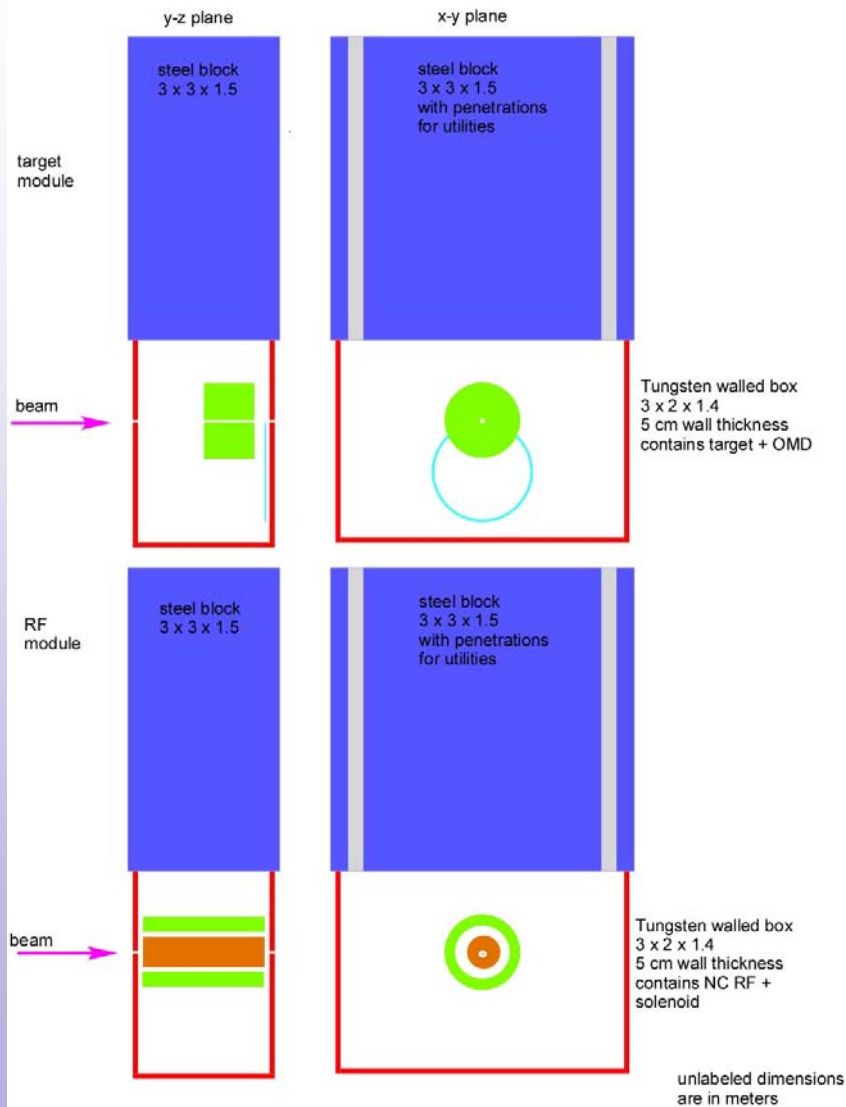 y-z plane
x-y plane
steel block
3 x 3 x 1.5
steel block
3 x 3 x 1.5
with penetrations
for utilities
target
module
beam
Tungsten walled box
3 x 2 x 1.4
5 cm wall thickness
contains target + OMD
RF
module
steel block
3 x 3 x 1.5
steel block
3 x 3 x 1.5
with penetrations
for utilities
beam
Tungsten walled box
3 x 2 x 1.4
5 cm wall thickness
contains NC RF +
solenoid
unlabeled dimensions
are in meters